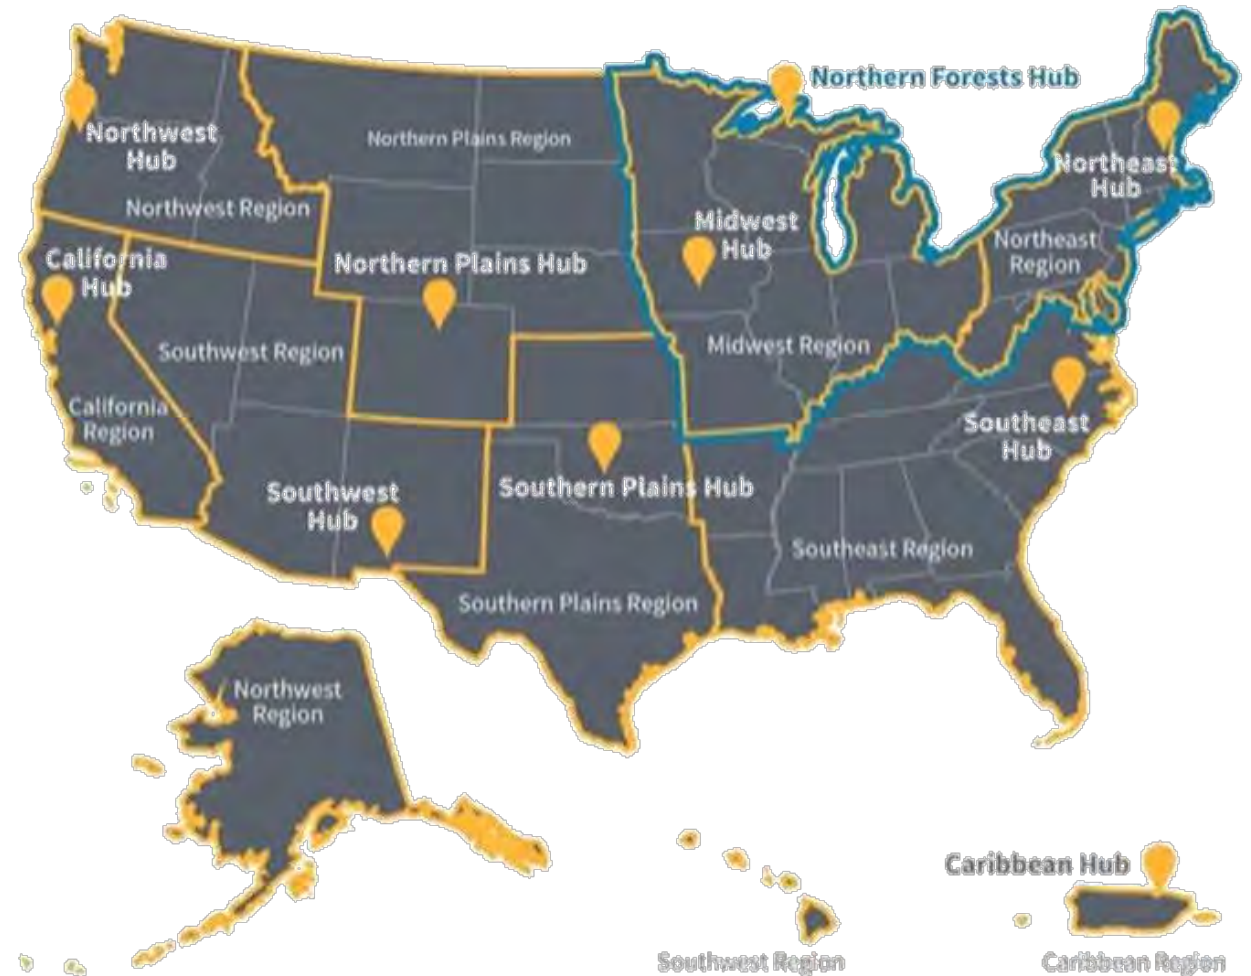 Northern Forests Hub
Northwest
Hub
Northern Plains Region
Northeast
Hub
Northwest Region
Midwest
Hub
Northeast
Region
California
Hub
Northern Plains Hub
Southwest Region
Midwest Region
California
Region
Southeast
Hub
Southwest
Hub
Southern Plains Hub
Southeast Region
Southern Plains Region
Northwest
Region
Caribbean Hub
Southwest Region
Caribbean Region